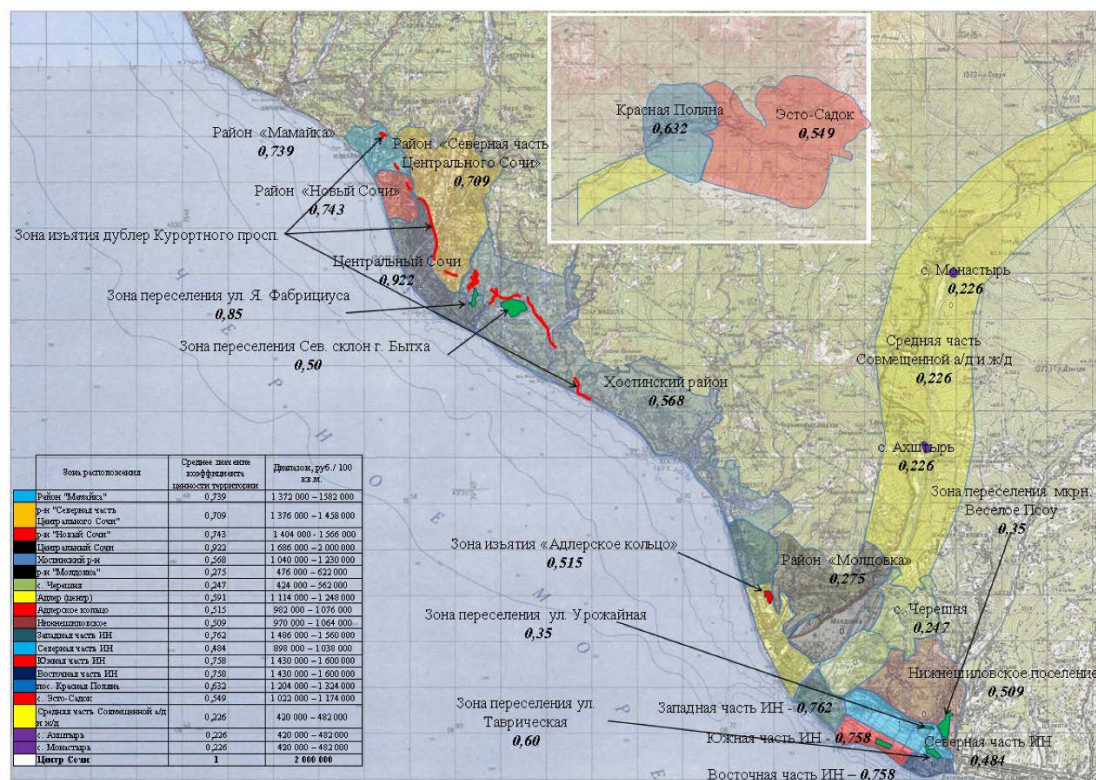 Красная Поляна
0,632
Эсто-Садок
0,549
Район «Мамайка»
0,739
Район «Северная часть
Центрального Сочи»
0,709
Район «Новый Сочи»
0,743
Зона изъятия дублер Курортного просп.
Центральный Сочи
0,922
Зона переселения ул. Я. Фабрициуса
0,85
Зона переселения Сев. склон г. Бытха
0,50
Хостинский район
0,568
с. Монастырь
0,226
Средняя часть
Совмещенной а/д и ж/д
0,226
с. Ахштырь
0,226
Зона переселения мкрн.
Веселое Псоу
0,35
Зона изъятия «Адлерское кольцо»
0,515
Район «Молдовка»
0,275
Зона переселения ул. Урожайная
0,35
с. Черешня
0,247
Нижнешиловское поселение
0,509
Зона переселения ул.
Таврическая
0,60
Западная часть ИН - 0,762
Южная часть ИН - 0,758
Северная часть ИН
0,484
Восточная часть ИН – 0,758
Ч Е Р Н О
Е
М О
Зона расположения
Среднее значение
коэффициента
ценности территории
Диапазон, руб./ 100
кв.м.
Район "Мамайка" 0,739 1 372 000 – 1582 000
р-н "Северная часть
Центрального Сочи" 0,709 1 376 000 – 1 458 000
р-н "Новый Сочи" 0,743 1 404 000 - 1 566 000
Центральный Сочи 0,922 1 686 000 – 2 000 000
Хостинский р-н 0,568 1 040 000 – 1 230 000
р-н "Молдовка" 0,275 476 000 – 622 000
с. Черешня 0,247 424 000 – 562 000
Адлер (центр) 0,591 1 114 000 – 1 248 000
Адлерское кольцо 0,515 982 000 – 1 076 000
Нижнешиловское 0,509 970 000 – 1 064 000
Западная часть ИН 0,762 1 486 000 – 1 560 000
Северная часть ИН 0,484 898 000 – 1 038 000
Южная часть ИН 0,758 1 430 000 – 1 600 000
Восточная часть ИН 0,758 1 430 000 – 1 600 000
пос. Красная Поляна 0,632 1 204 000 – 1 324 000
с. Эсто-Садок 0,549 1 022 000 – 1 174 000
Средняя часть Совмещенной а/д
и ж/д 0,226 420 000 – 482 000
с. Ахштырь 0,226 420 000 – 482 000
с. Монастырь 0,226 420 000 – 482 000
Центр Сочи 1 2 000 000